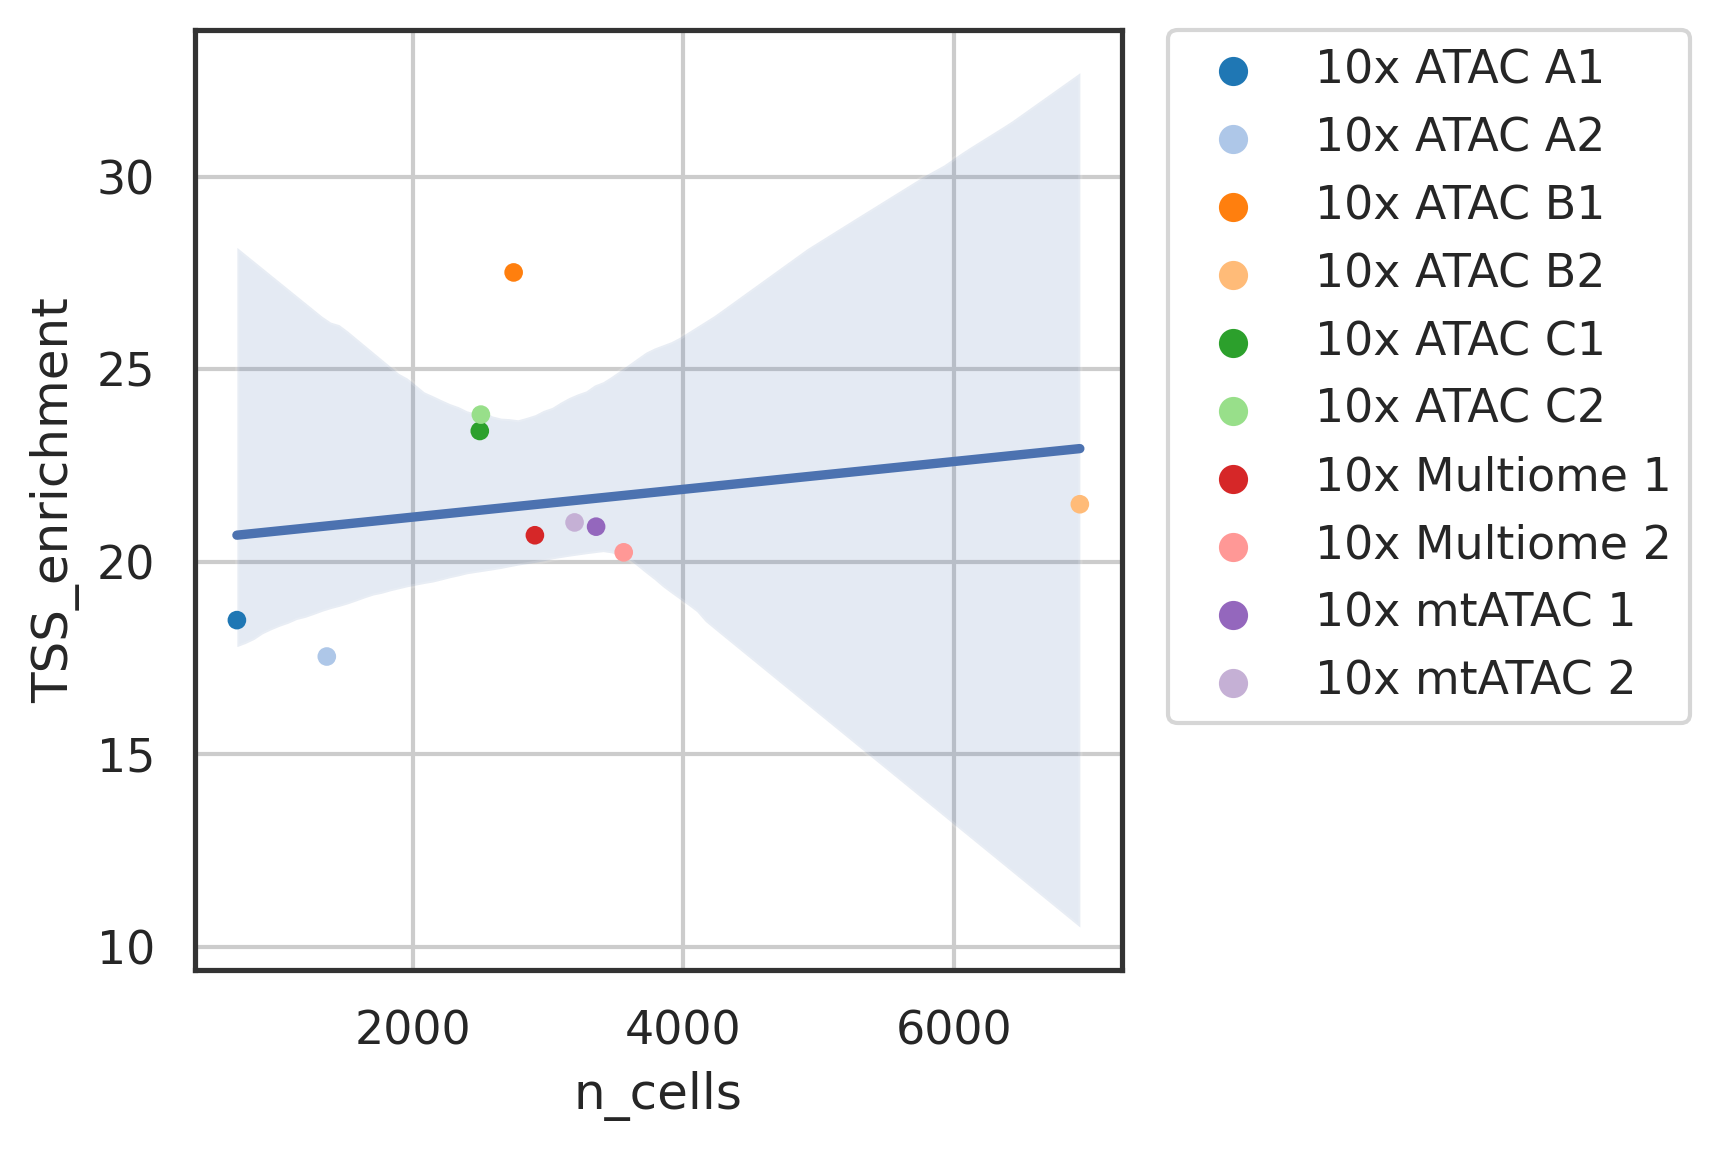 TSS_enrichment
30
25
20
15
10
2000 4000 6000
n_cells
10x ATAC A1
10x ATAC A2
10x ATAC B1
10x ATAC B2
10x ATAC C1
10x ATAC C2
10x Multiome 1
10x Multiome 2
10x mtATAC 1
10x mtATAC 2